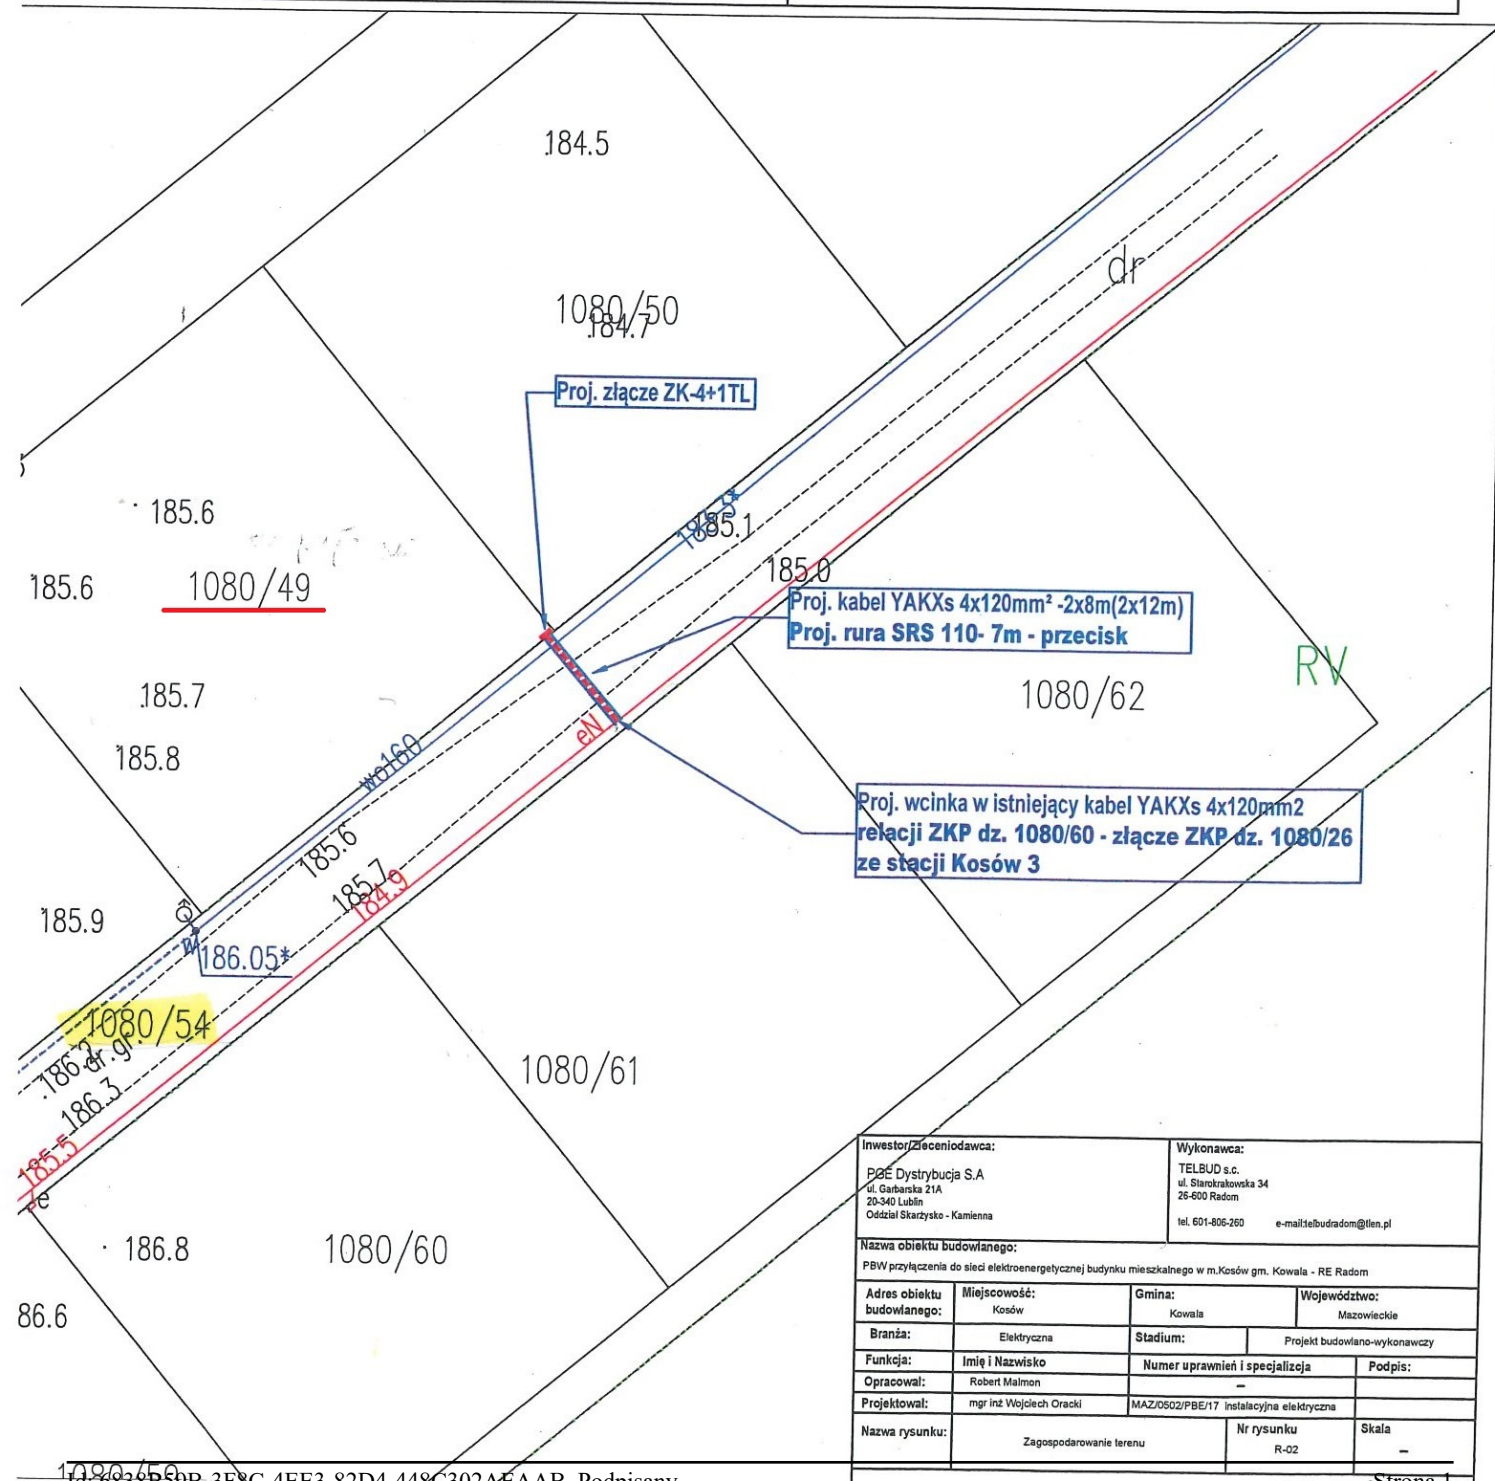 184.5
1080/50
184.7
dr
Proj. złącze ZK-4+1TL
185.6
185.1
185.0
185.6
1080/49
Proj. kabel YAKXs 4x120mm² -2x8m(2x12m)
Proj. rura SRS 110- 7m - przecisk
RV
1080/62
185.7
eN
185.8
wo160
Proj. wcinka w istniejący kabel YAKXs 4x120mm2
relacji ZKP dz. 1080/60 - złącze ZKP dz. 1080/26
ze stacji Kosów 3
185.6
185.7
184.9
185.9
w
186.05*
1080/54
dr.gr.
186.2
186.3
1080/61
185.5
e
186.8
1080/60
86.6
Inwestor/Zleceniodawca:
PGE Dystrybucja S.A
ul. Garbarska 21A
20-340 Lublin
Oddział Skarżysko - Kamienna
Wykonawca:
TELBUD s.c.
ul. Starokrakowska 34
26-600 Radom
tel. 601-806-260 e-mail:telbudradom@tlen.pl
Nazwa obiektu budowlanego:
PBW przyłączenia do sieci elektroenergetycznej budynku mieszkalnego w m.Kosów gm. Kowala - RE Radom
Adres obiektu budowlanego: Miejscowość: Kosów Gmina: Kowala Województwo: Mazowieckie
Branża: Elektryczna Stadium: Projekt budowlano-wykonawczy
Funkcja: Imię i Nazwisko Numer uprawnień i specjalizcja Podpis:
Opracował: Robert Malmon –
Projektował: mgr inż Wojciech Oracki MAZ/0502/PBE/17 instalacyjna elektryczna
Nazwa rysunku: Zagospodarowanie terenu Nr rysunku R-02 Skala –
Podpisany
Strona 1